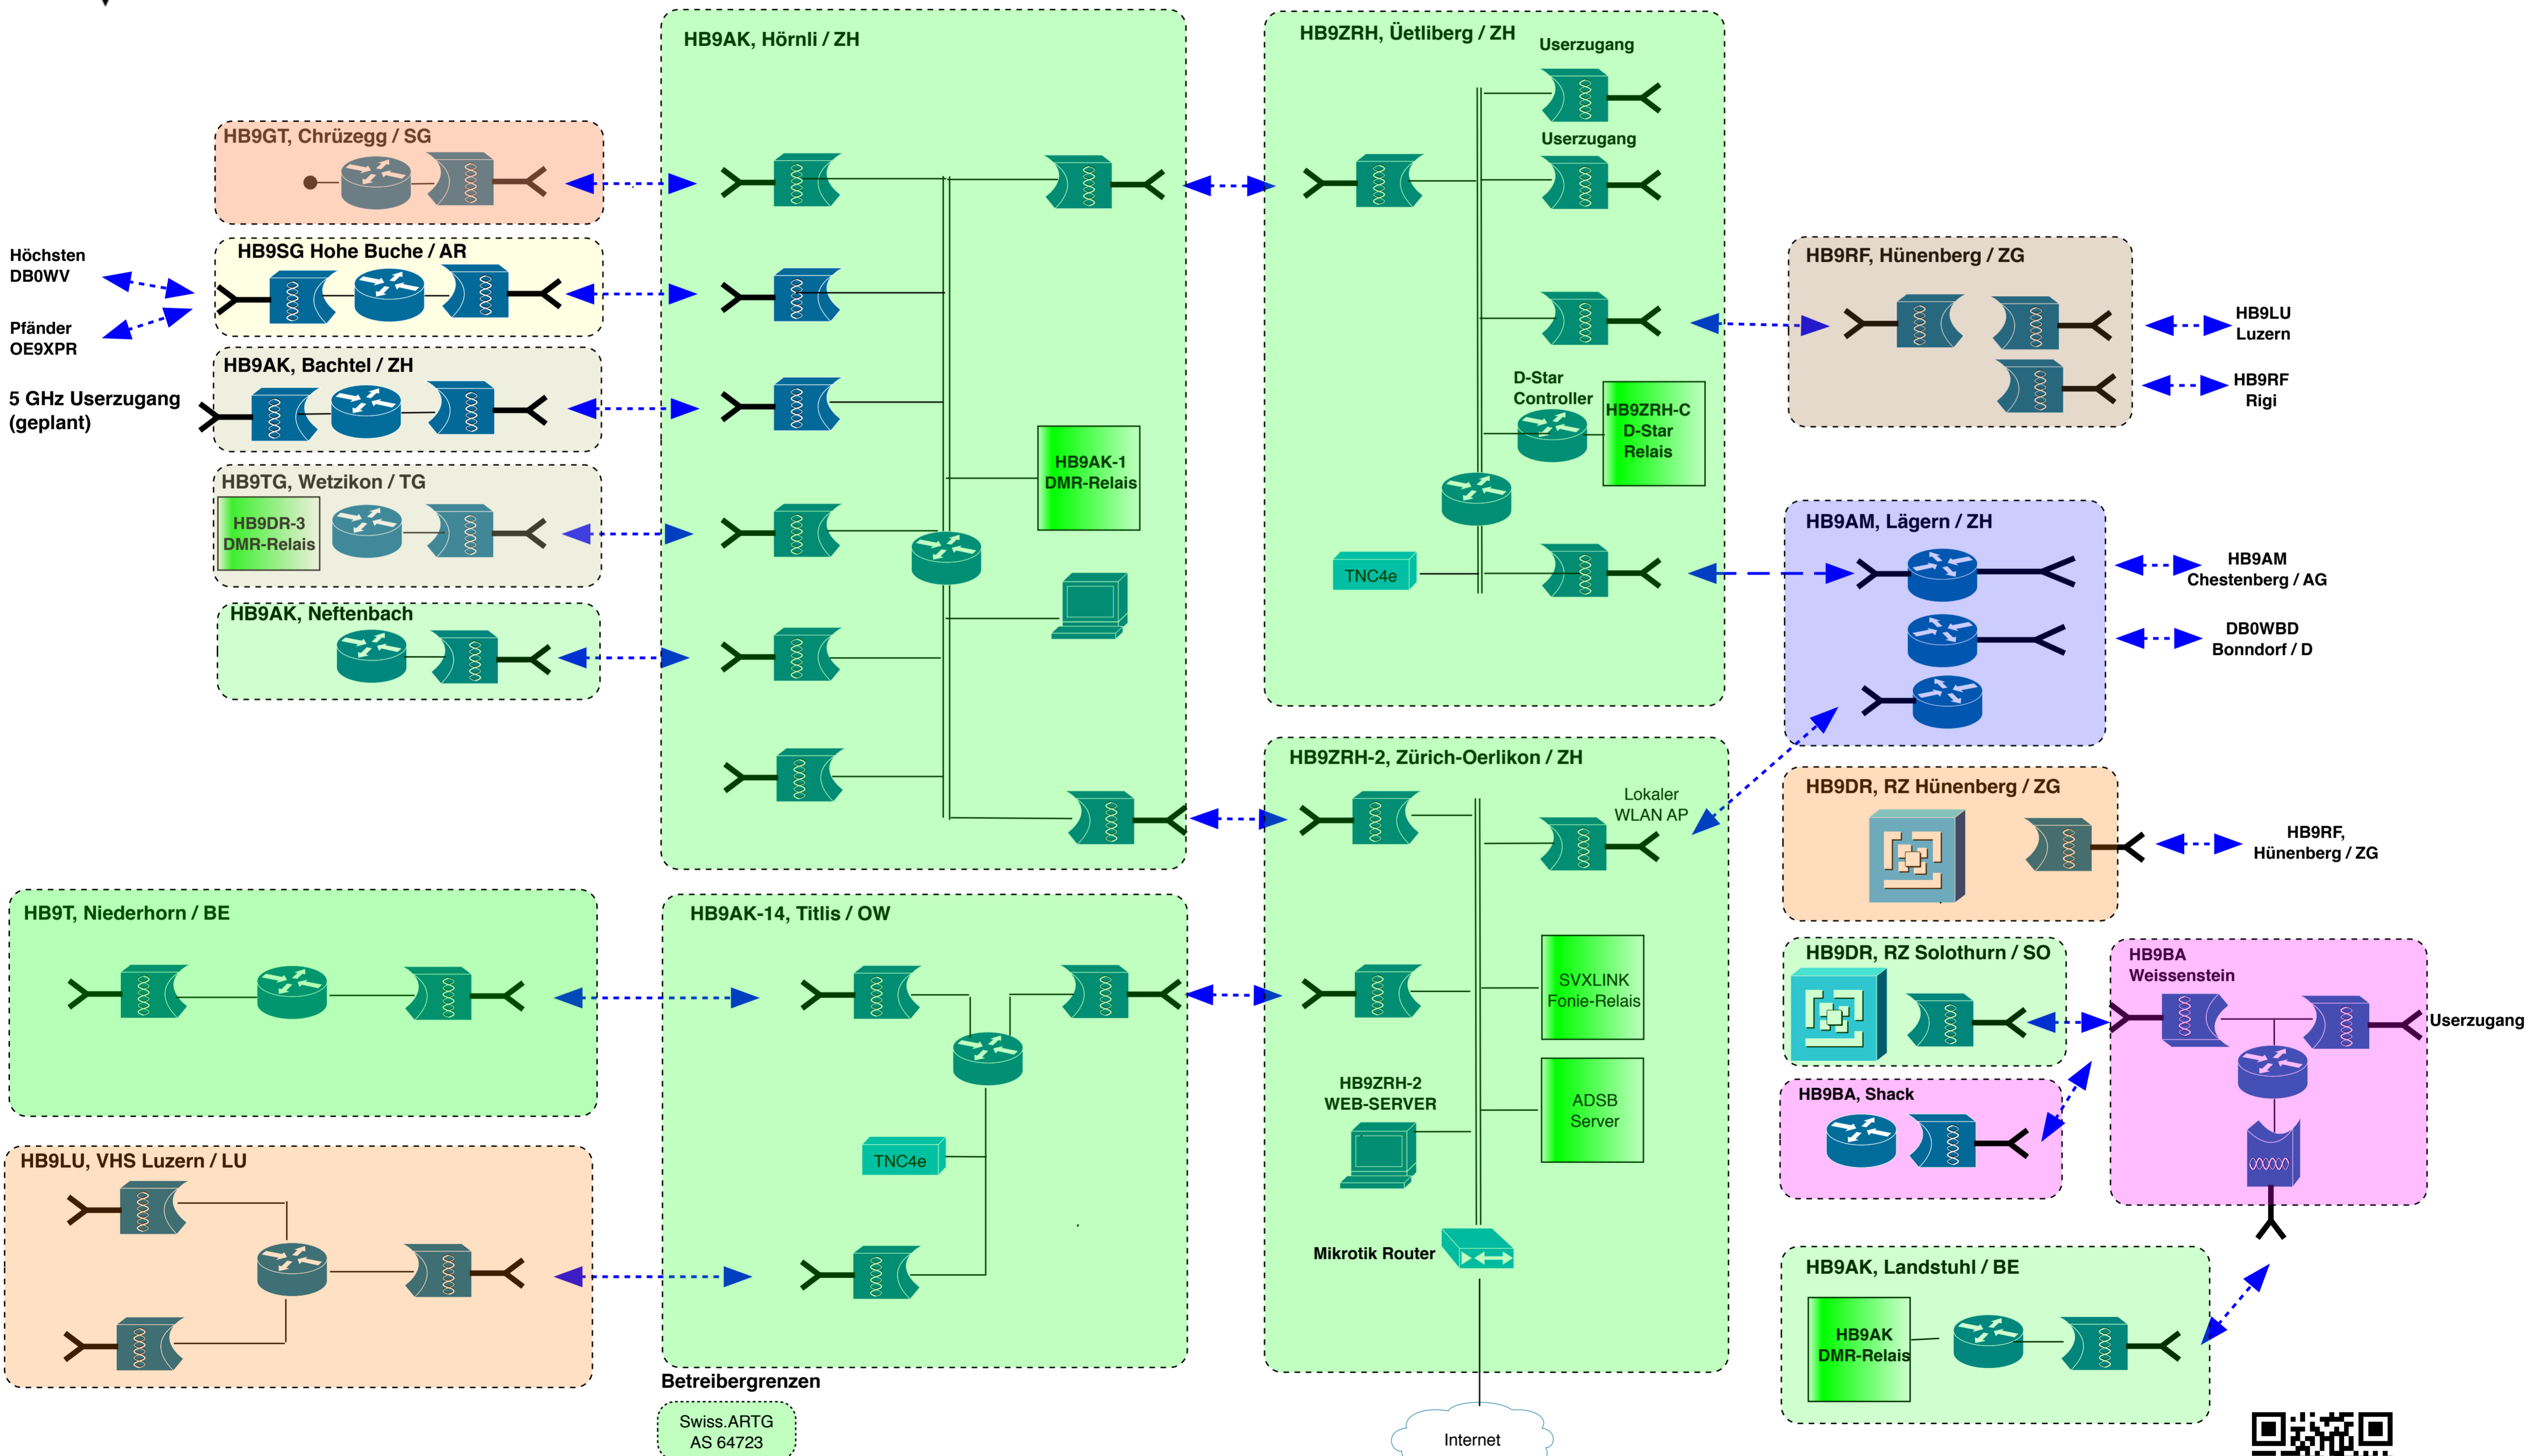 HB9AK, Hörnli / ZH
HB9AK-1
DMR-Relais
HB9GT, Chrüzegg / SG
HB9SG Hohe Buche / AR
Höchsten
DB0WV
Pfänder
OE9XPR
HB9AK, Bachtel / ZH
5 GHz Userzugang
(geplant)
HB9TG, Wetzikon / TG
HB9DR-3
DMR-Relais
HB9AK, Neftenbach
HB9ZRH, Üetliberg / ZH
Userzugang
Userzugang
D-Star
Controller
HB9ZRH-C
D-Star
Relais
TNC4e
HB9RF, Hünenberg / ZG
HB9LU
Luzern
HB9RF
Rigi
HB9AM, Lägern / ZH
HB9AM
Chestenberg / AG
DB0WBD
Bonndorf / D
HB9ZRH-2, Zürich-Oerlikon / ZH
Lokaler
WLAN AP
SVXLINK
Fonie-Relais
HB9ZRH-2
WEB-SERVER
ADSB
Server
Mikrotik Router
Internet
HB9DR, RZ Hünenberg / ZG
HB9RF,
Hünenberg / ZG
HB9DR, RZ Solothurn / SO
HB9BA
Weissenstein
Userzugang
HB9BA, Shack
HB9AK, Landstuhl / BE
HB9AK
DMR-Relais
HB9T, Niederhorn / BE
HB9AK-14, Titlis / OW
TNC4e
HB9LU, VHS Luzern / LU
Betreibergrenzen
Swiss.ARTG
AS 64723